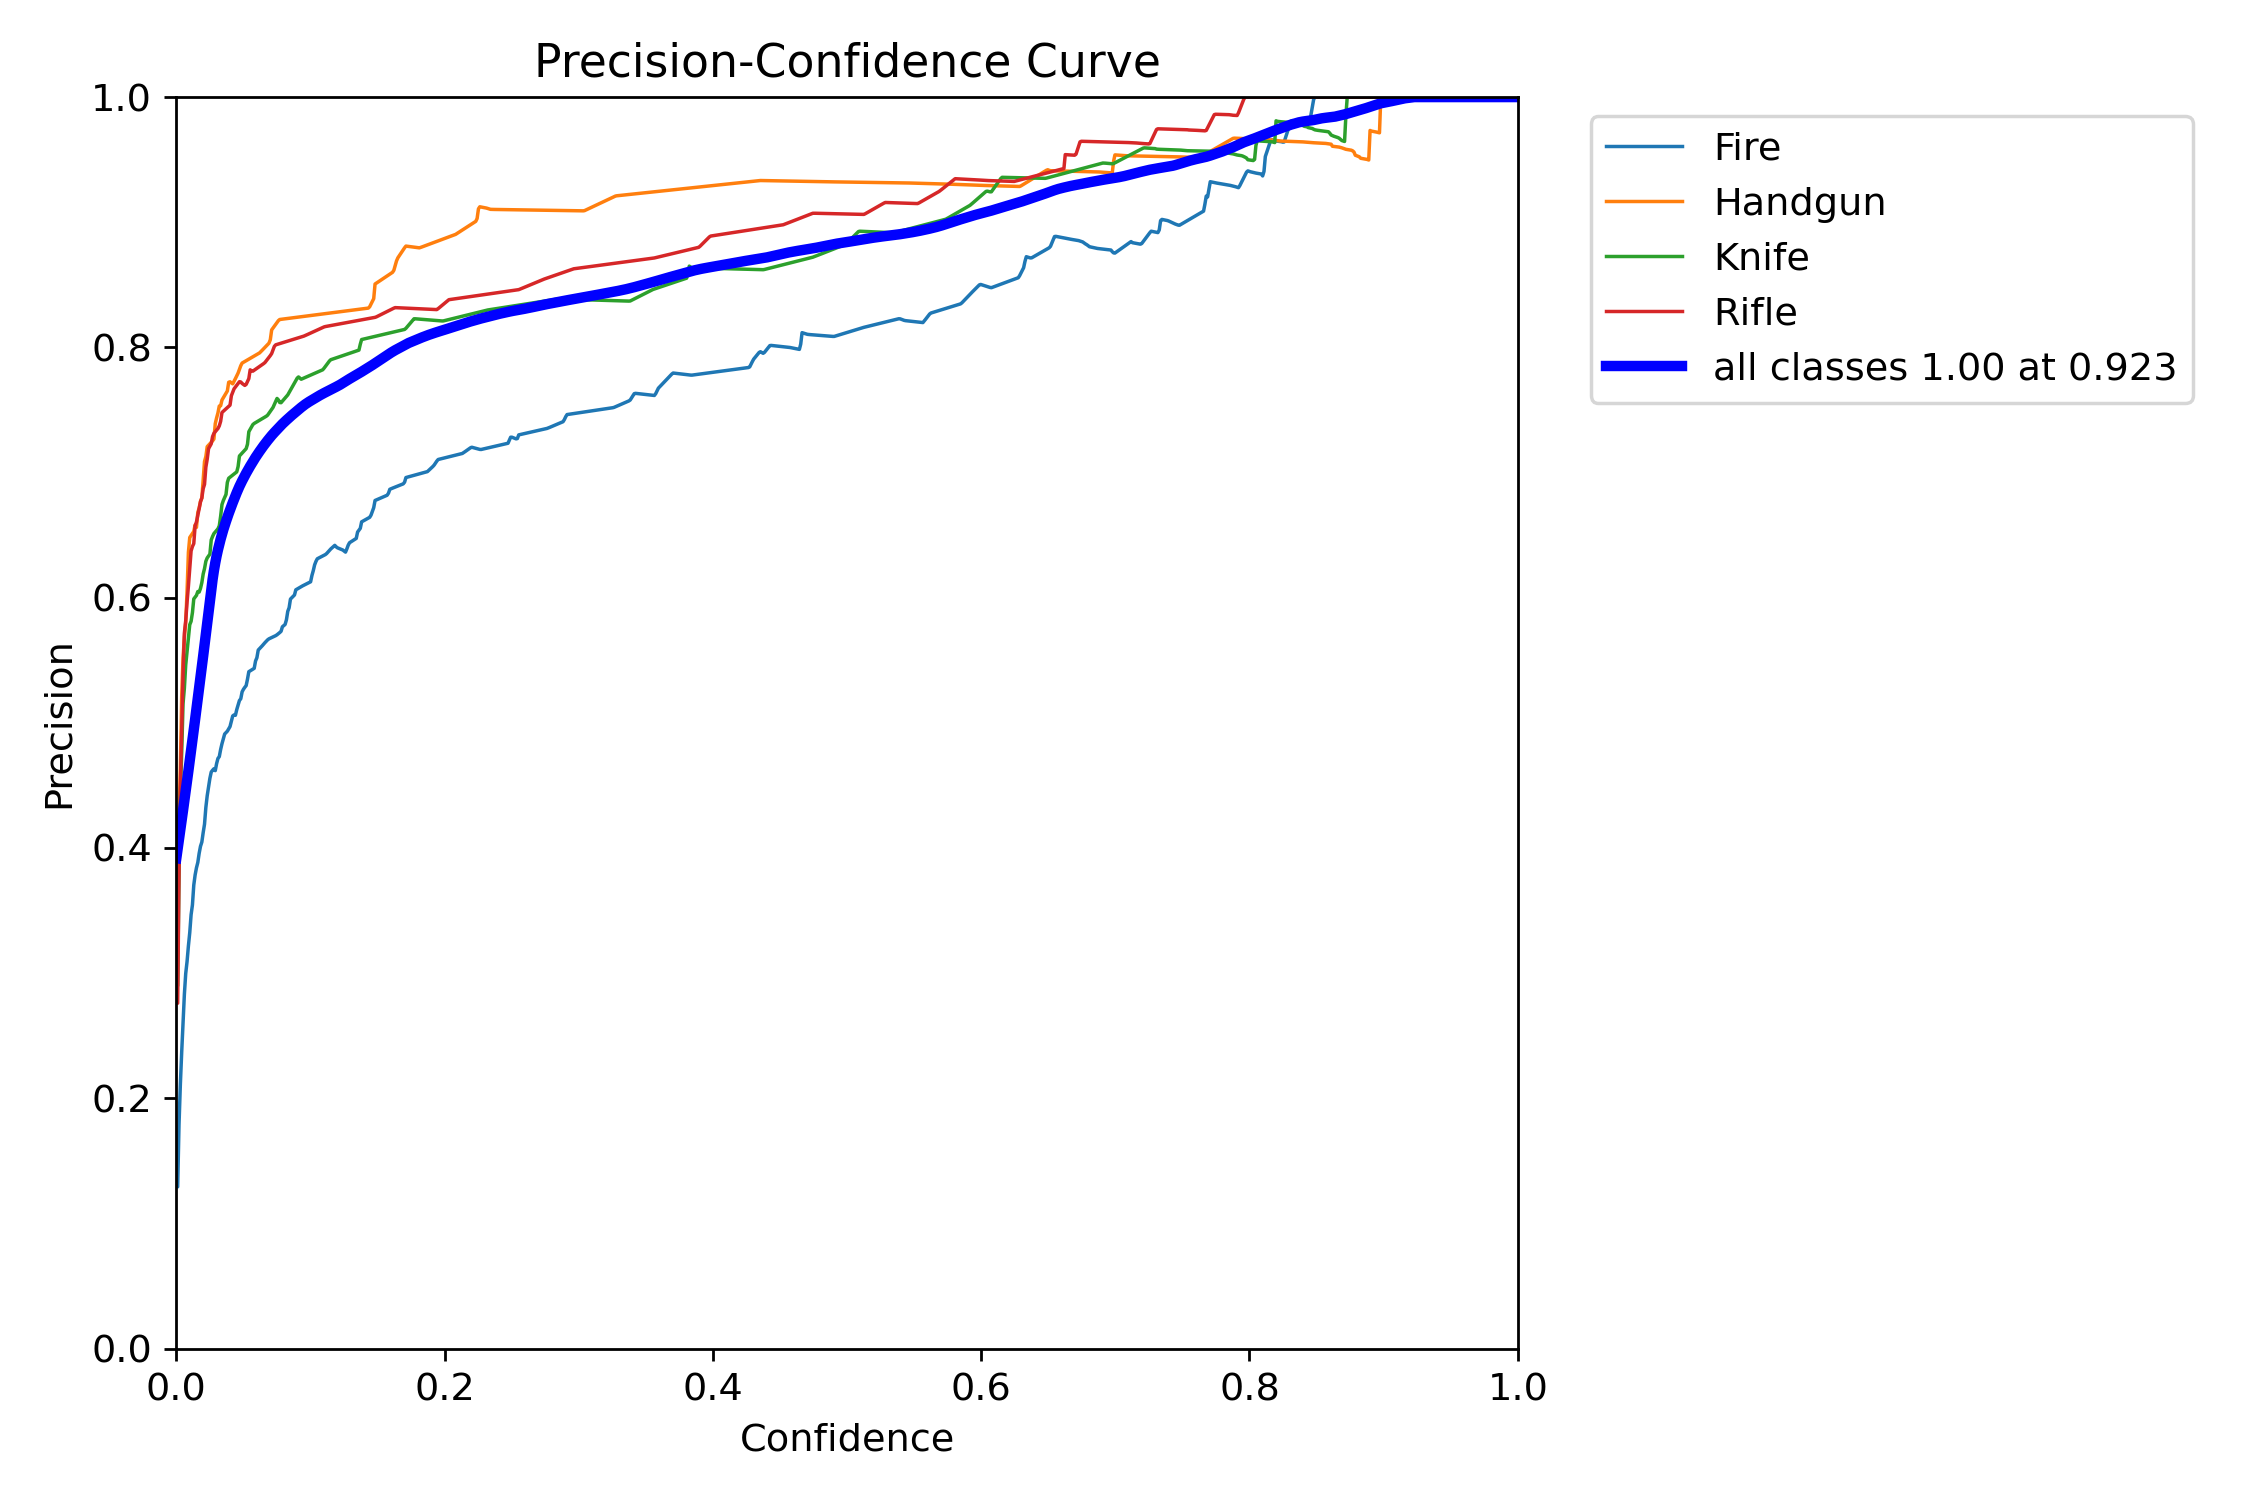 Precision-Confidence Curve
1.0
0.8
0.6
0.4
0.2
0.0
Precision
0.0 0.2 0.4 0.6 0.8 1.0
Confidence
Fire
Handgun
Knife
Rifle
all classes 1.00 at 0.923